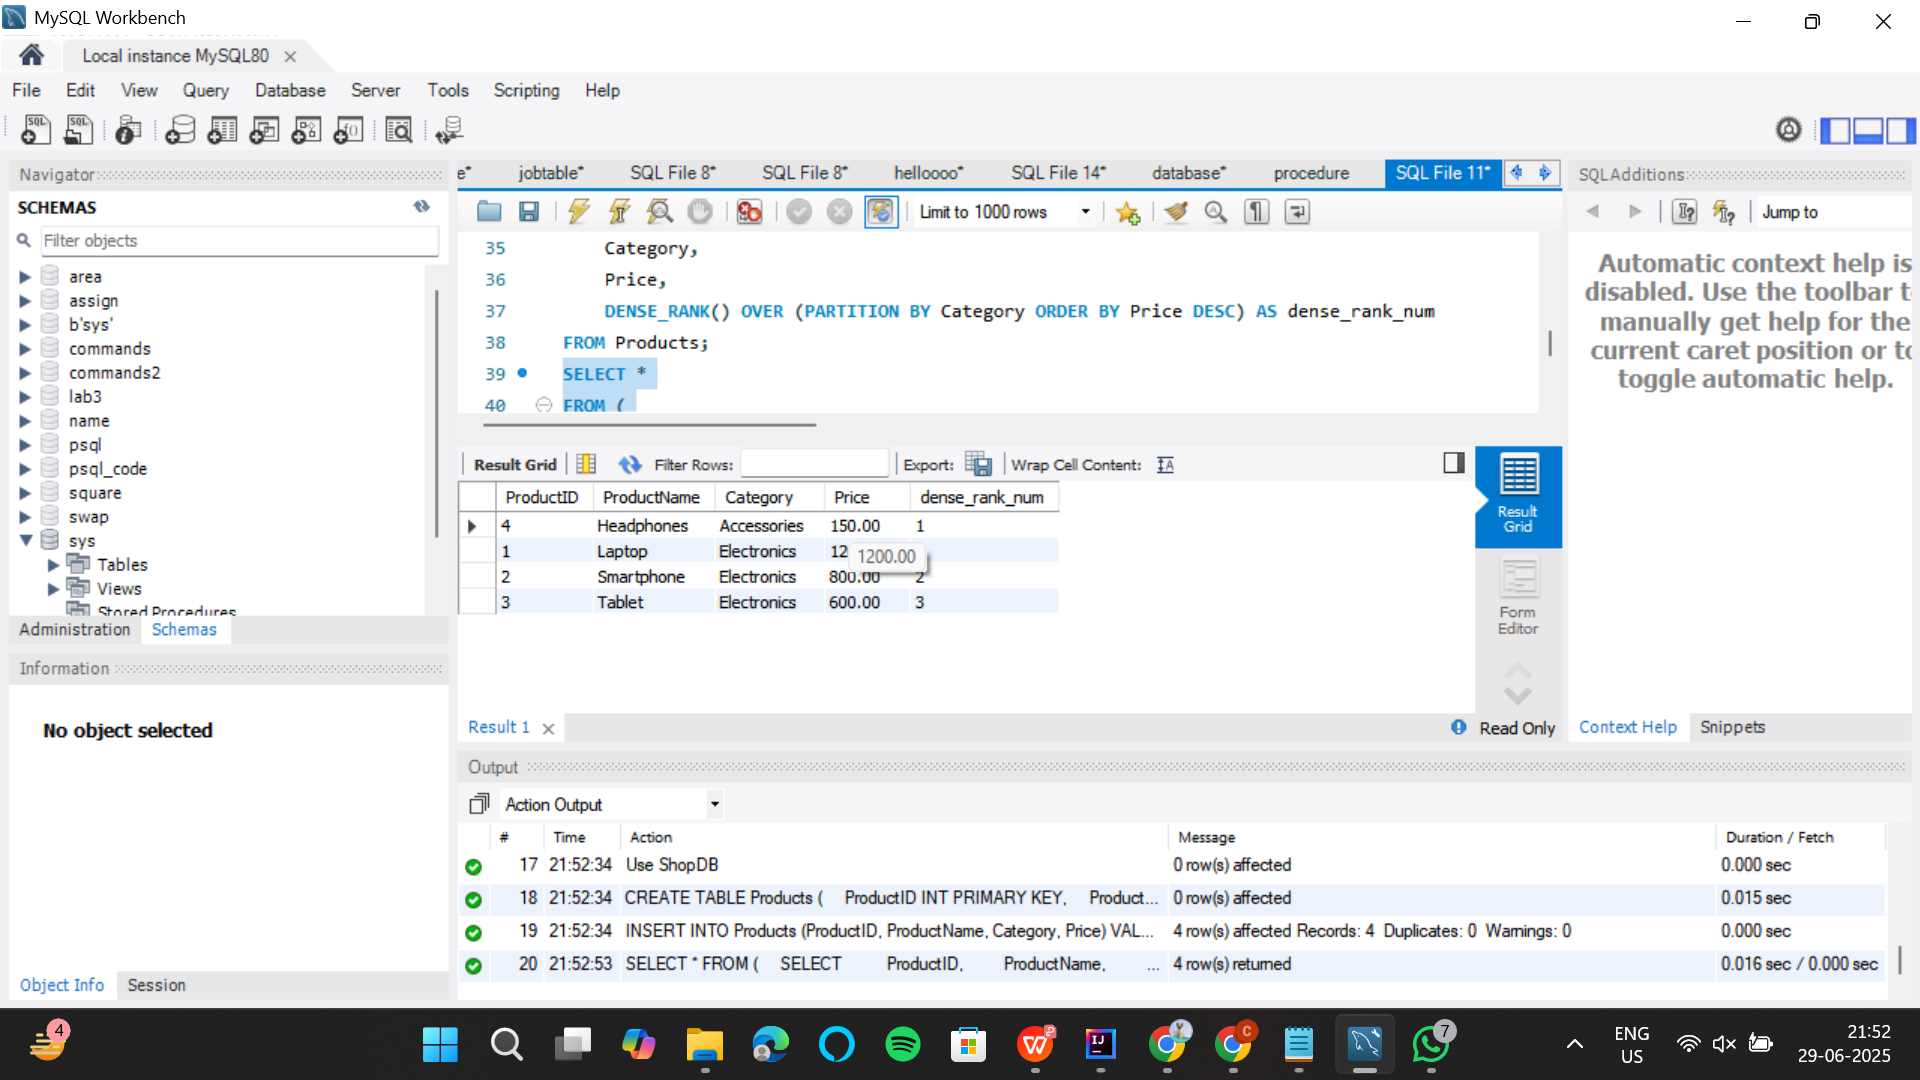 MySQL Workbench
Local instance MySQL80
File Edit View Query Database Server Tools Scripting Help
Navigator
SCHEMAS
Filter objects
area
assign
b'sys'
commands
commands2
lab3
name
psql
psql_code
square
swap
sys
Tables
Views
Stored Procedures
Administration Schemas
Information
No object selected
Object Info Session
e* jobtable* SQL File 8* SQL File 8* helloooo* SQL File 14* database* procedure SQL File 11*
Limit to 1000 rows
35 Category,
36 Price,
37 DENSE_RANK() OVER (PARTITION BY Category ORDER BY Price DESC) AS dense_rank_num
38 FROM Products;
39 SELECT *
40 FROM (
Result Grid Filter Rows: Export: Wrap Cell Content:
ProductID ProductName Category Price dense_rank_num
4 Headphones Accessories 150.00 1
1 Laptop Electronics 12
1200.00
2 Smartphone Electronics 800.00 2
3 Tablet Electronics 600.00 3
Result Grid
Form Editor
Result 1
Read Only
SQLAdditions
Jump to
Automatic context help is
disabled. Use the toolbar t
manually get help for the
current caret position or to
toggle automatic help.
Context Help Snippets
Output
Action Output
# Time Action Message Duration / Fetch
17 21:52:34 Use ShopDB 0 row(s) affected 0.000 sec
18 21:52:34 CREATE TABLE Products ( ProductID INT PRIMARY KEY, Product... 0 row(s) affected 0.015 sec
19 21:52:34 INSERT INTO Products (ProductID, ProductName, Category, Price) VAL... 4 row(s) affected Records: 4 Duplicates: 0 Warnings: 0 0.000 sec
20 21:52:53 SELECT * FROM ( SELECT ProductID, ProductName, ... 4 row(s) returned 0.016 sec / 0.000 sec
4
7
ENG
US
21:52
29-06-2025